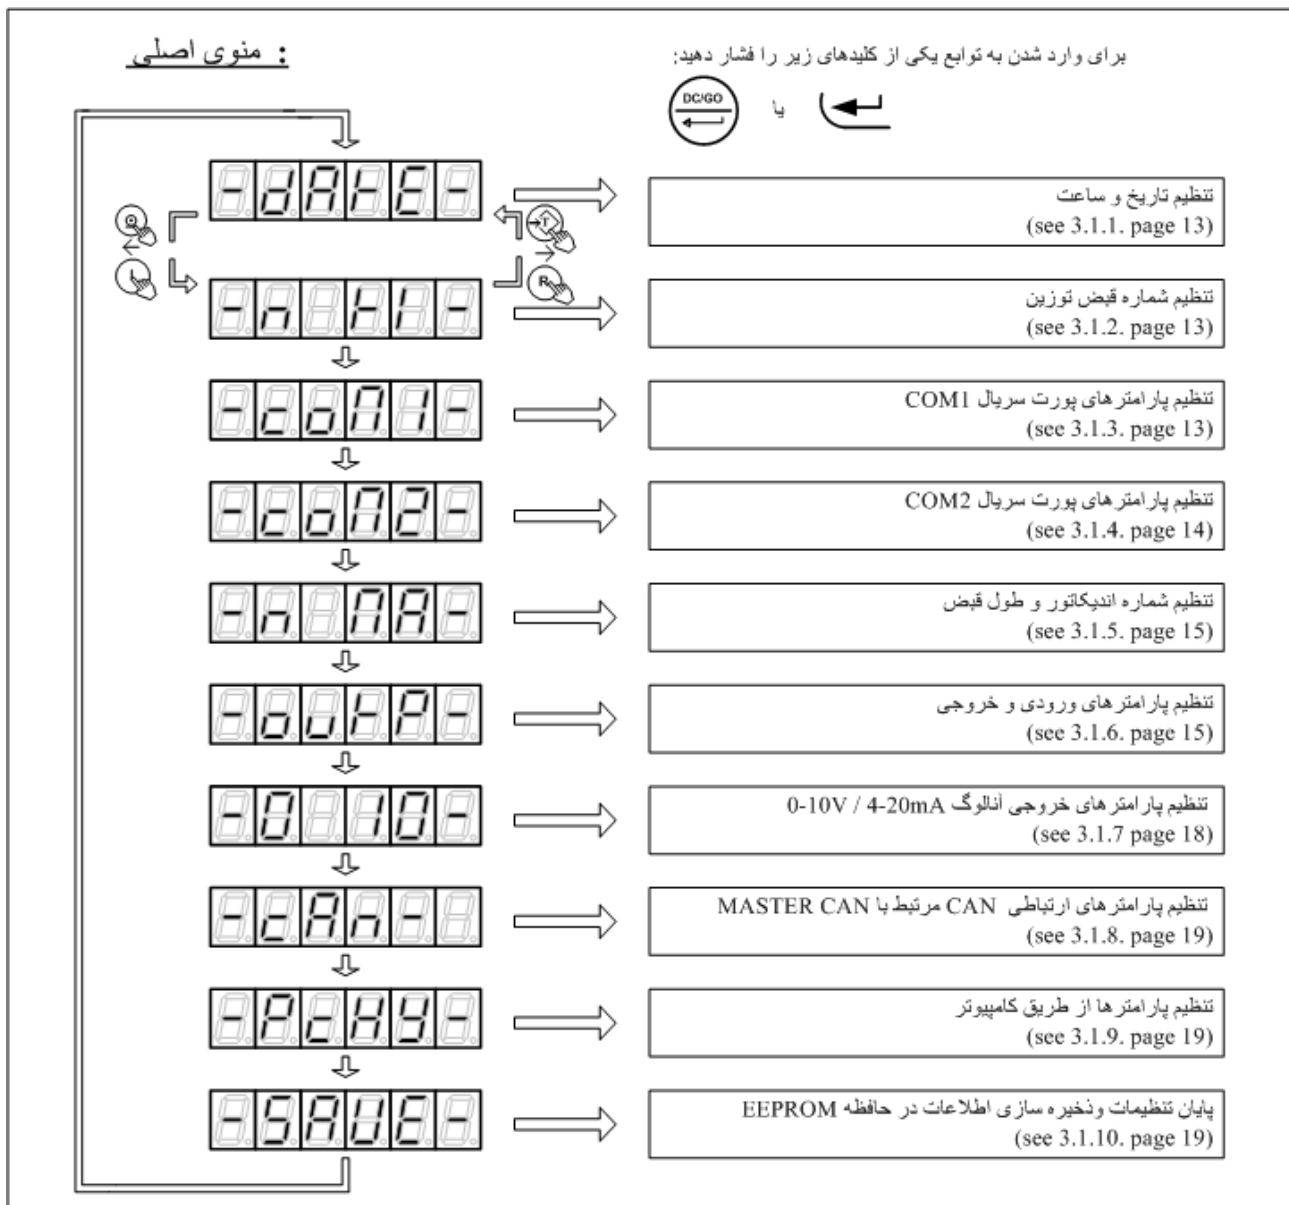 منوی اصلی :
برای وارد شدن به توابع یکی از کلیدهای زیر را فشار دهید:
DC/GO
یا
-dAtE-
تنظیم تاریخ و ساعت
(see 3.1.1. page 13)
0
T
L
R
-n t1-
تنظیم شماره قبض توزین
(see 3.1.2. page 13)
-coM1-
تنظیم پارامترهای پورت سریال COM1
(see 3.1.3. page 13)
-coM2-
تنظیم پارامترهای پورت سریال COM2
(see 3.1.4. page 14)
-n MA-
تنظیم شماره اندیکاتور و طول قبض
(see 3.1.5. page 15)
-outP-
تنظیم پارامترهای ورودی و خروجی
(see 3.1.6. page 15)
-0 10-
تنظیم پارامترهای خروجی آنالوگ 0-10V / 4-20mA
(see 3.1.7 page 18)
-cAn-
تنظیم پارامترهای ارتباطی CAN مرتبط با MASTER CAN
(see 3.1.8. page 19)
-PcHY-
تنظیم پارامترها از طریق کامپیوتر
(see 3.1.9. page 19)
-SAUE-
پایان تنظیمات وذخیره سازی اطلاعات در حافظه EEPROM
(see 3.1.10. page 19)